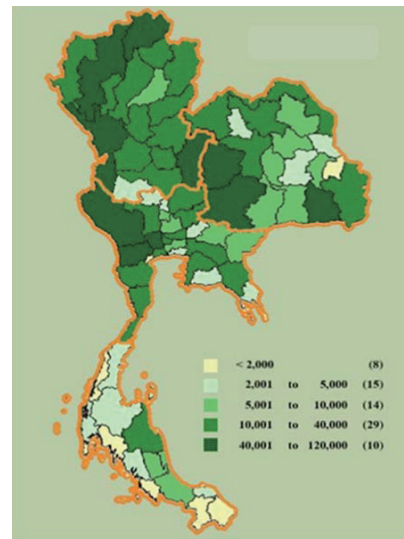 < 2,000 (8)
2,001 to 5,000 (15)
5,001 to 10,000 (14)
10,001 to 40,000 (29)
40,001 to 120,000 (10)